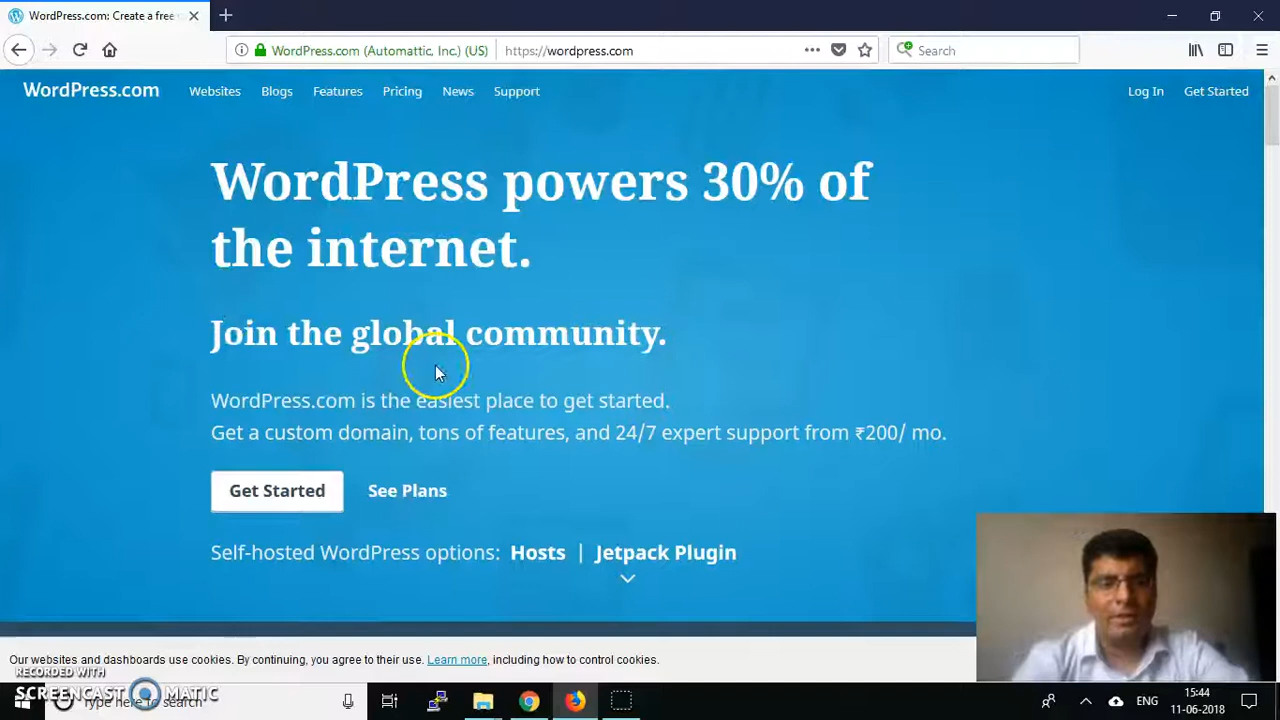 WordPress.com: Create a free
WordPress.com (Automattic, Inc.) (US)
https://wordpress.com
Search
WordPress.com
Websites
Blogs
Features
Pricing
News
Support
Log In
Get Started
WordPress powers 30% of
the internet.
Join the global community.
WordPress.com is the easiest place to get started.
Get a custom domain, tons of features, and 24/7 expert support from ₹200/ mo.
Get Started
See Plans
Self-hosted WordPress options: Hosts | Jetpack Plugin
Our websites and dashboards use cookies. By continuing, you agree to their use. Learn more, including how to control cookies.
RECORDED WITH
SCREENCAST MATIC
Type here to search
ENG
15:44
11-06-2018